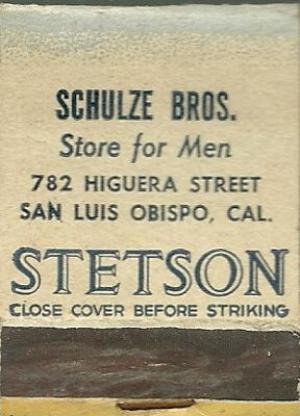 SCHULZE BROS.
Store for Men
782 HIGUERA STREET
SAN LUIS OBISPO, CAL.
STETSON
CLOSE COVER BEFORE STRIKING